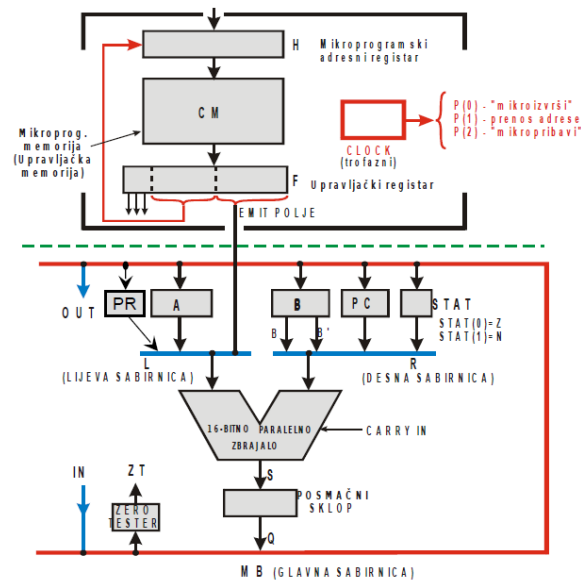 H
Mikroprogramski
adresni registar
CM
Mikroprog.
memorija
(Upravljačka
memorija)
CLOCK
(trofazni)
P(0) - "mikroizvrši"
P(1) - prenos adrese
P(2) - "mikropribavi"
F
Upravljački registar
EMIT POLJE
OUT
PR
A
B
PC
STAT
STAT(0)=Z
STAT(1)=N
B
B'
L
(LIJEVA SABIRNICA)
R
(DESNA SABIRNICA)
16-BITNO PARALELNO
ZBRAJALO
CARRY IN
S
POSMAČNI
SKLOP
Q
IN
ZT
ZERO
TESTER
MB (GLAVNA SABIRNICA)